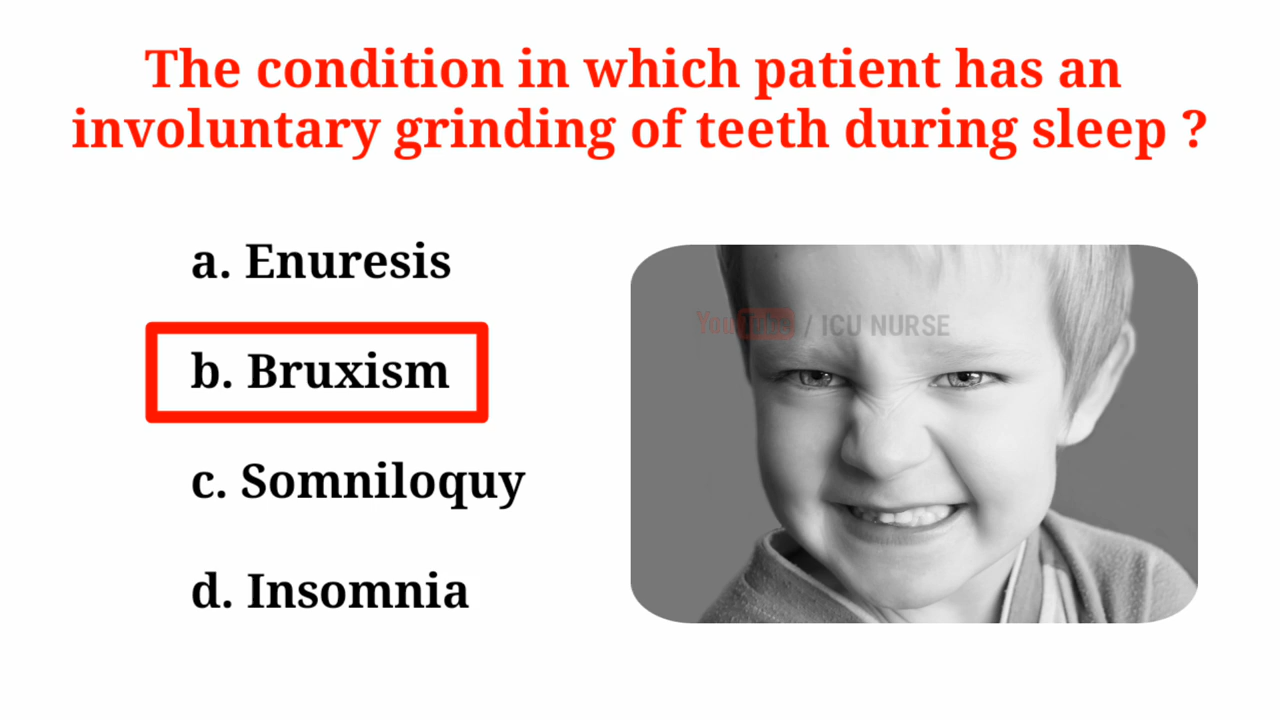 The condition in which patient has an
involuntary grinding of teeth during sleep ?
a. Enuresis
b. Bruxism
c. Somniloquy
d. Insomnia
YouTube / ICU NURSE